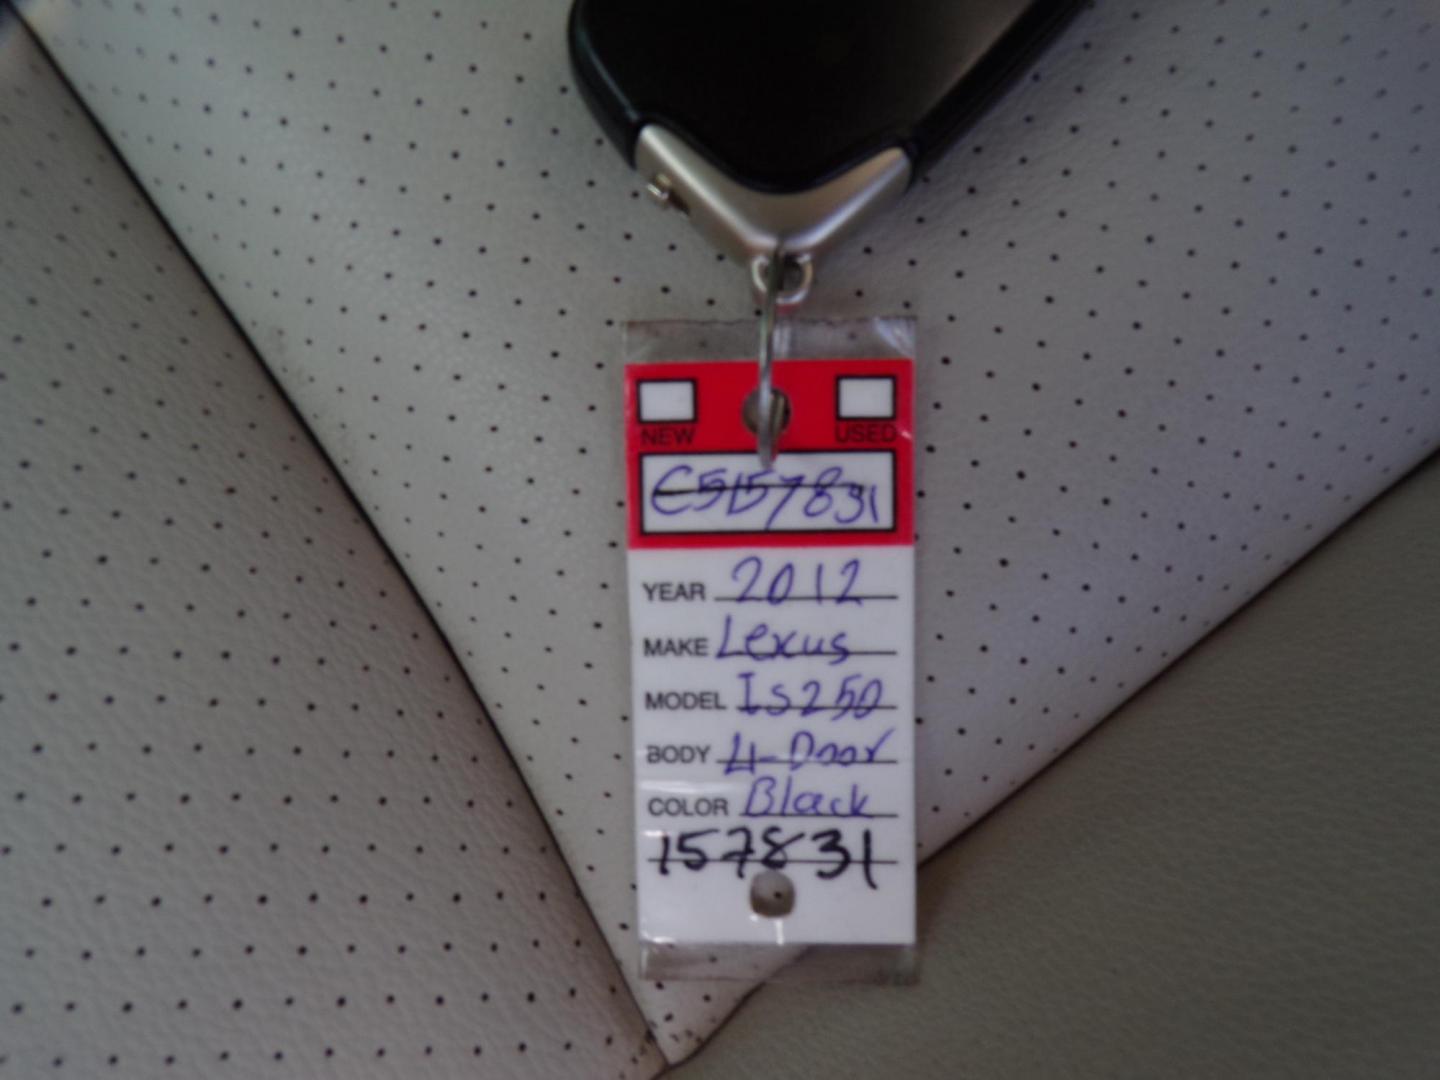 NEW USED
C5157831
YEAR 2012
MAKE Lexus
MODEL Is250
BODY 4-Door
COLOR Black
157831